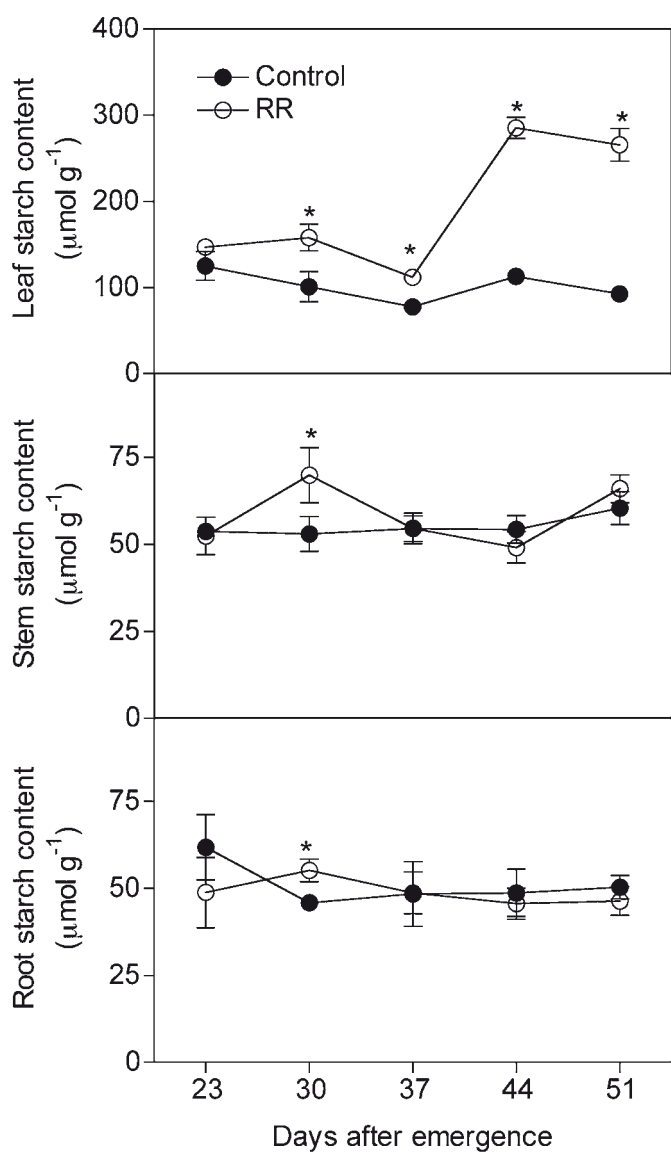 400
300
200
100
0
Leaf starch content
(μmol g⁻¹)
Control
RR
*
*
*
*
75
50
25
0
Stem starch content
(μmol g⁻¹)
*
75
50
25
0
Root starch content
(μmol g⁻¹)
*
23 30 37 44 51
Days after emergence